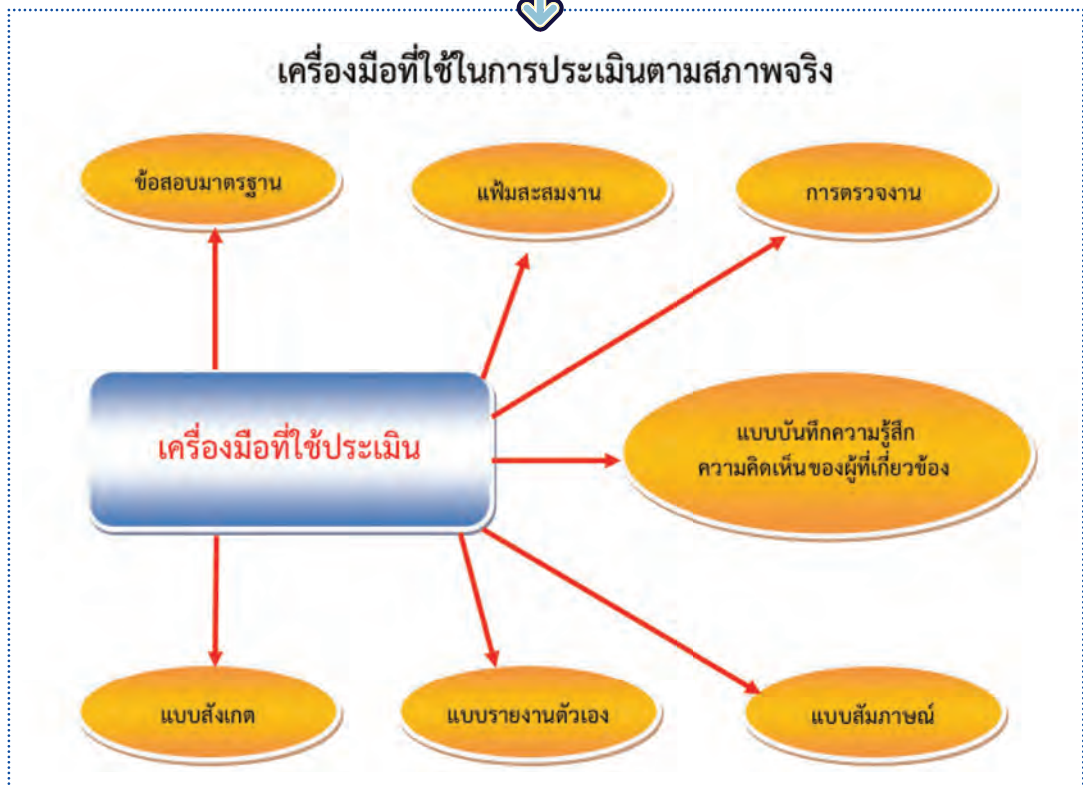 เครื่องมือที่ใช้ในการประเมินตามสภาพจริง
ข้อสอบมาตรฐาน
แฟ้มสะสมงาน
การตรวจงาน
เครื่องมือที่ใช้ประเมิน
แบบบันทึกความรู้สึก
ความคิดเห็นของผู้ที่เกี่ยวข้อง
แบบสังเกต
แบบรายงานตัวเอง
แบบสัมภาษณ์